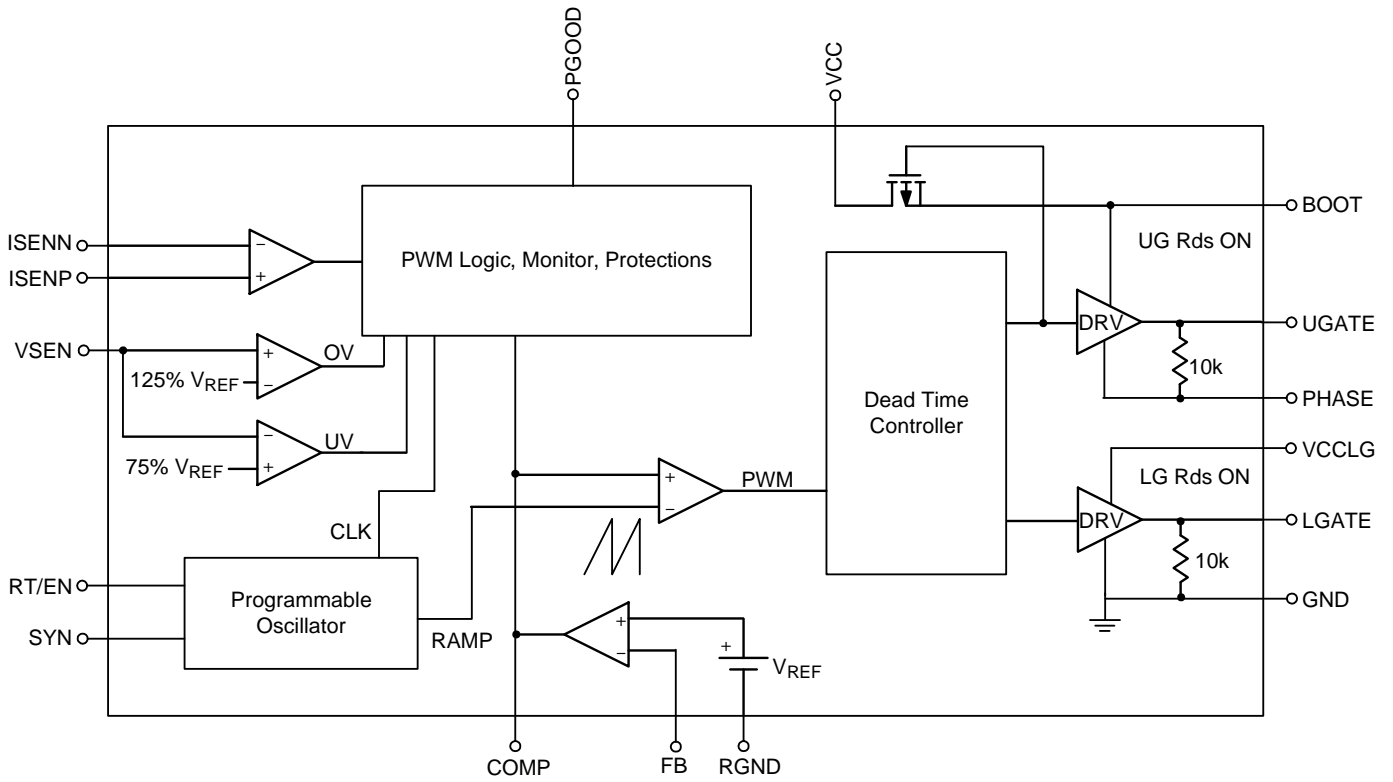 PGOOD
VCC
ISENN
ISENP
−
+
PWM Logic, Monitor, Protections
BOOT
UG Rds ON
VSEN
+
−
OV
125% VREF
DRV
UGATE
10k
PHASE
−
+
UV
75% VREF
Dead Time
Controller
VCCLG
LG Rds ON
+
−
PWM
DRV
LGATE
10k
GND
CLK
RT/EN
SYN
Programmable
Oscillator
RAMP
+
−
+
VREF
COMP
FB
RGND